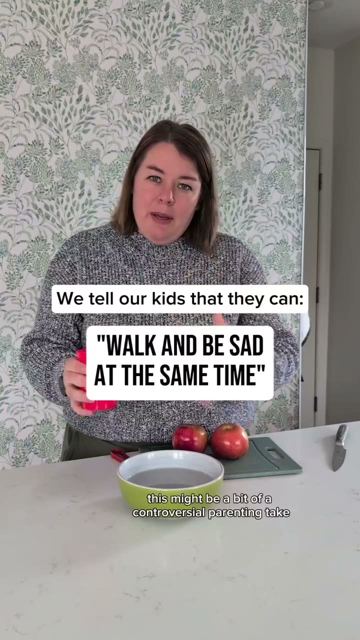 We tell our kids that they can:
"WALK AND BE SAD
AT THE SAME TIME"
this might be a bit of a
controversial parenting take